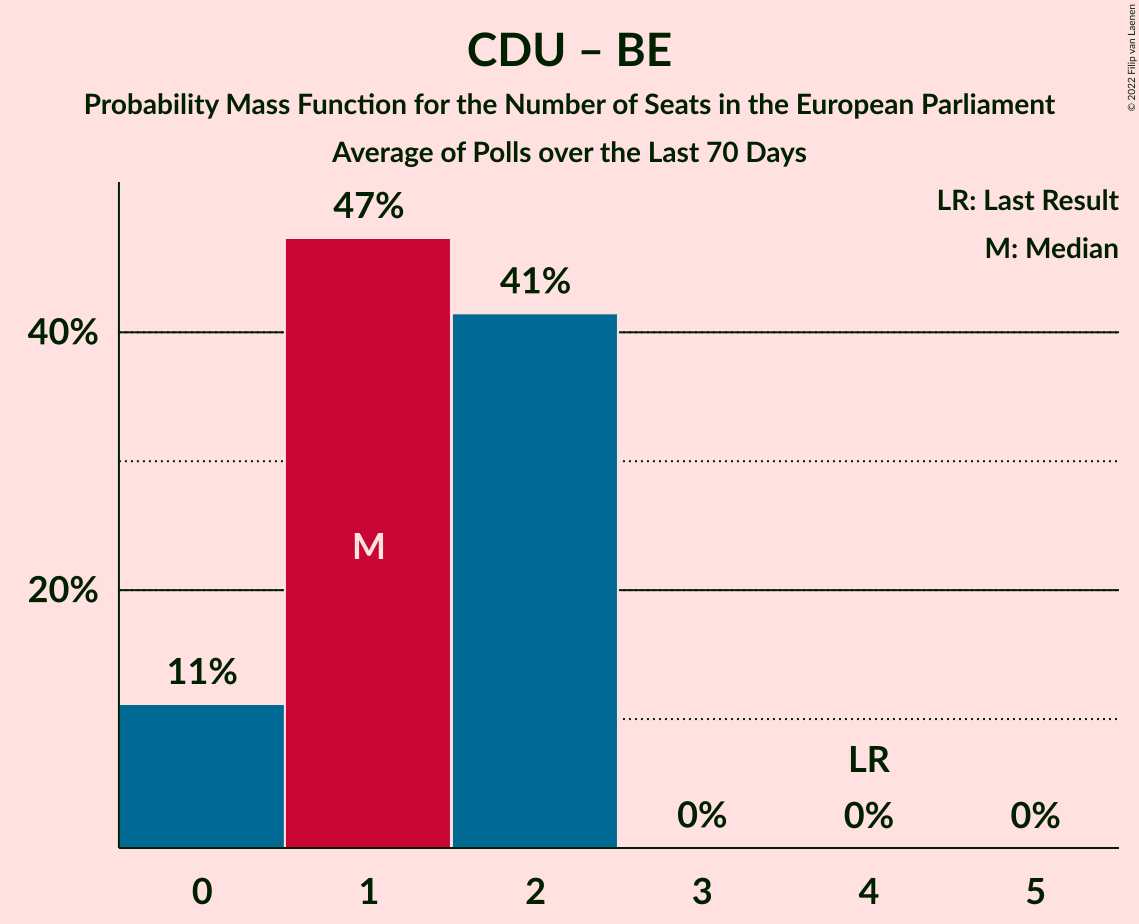 CDU – BE
Probability Mass Function for the Number of Seats in the European Parliament
Average of Polls over the Last 70 Days
© 2022 Filip van Laenen
LR: Last Result
M: Median
47%
41%
40%
M
20%
11%
LR
0%
0%
0%
0
1
2
3
4
5